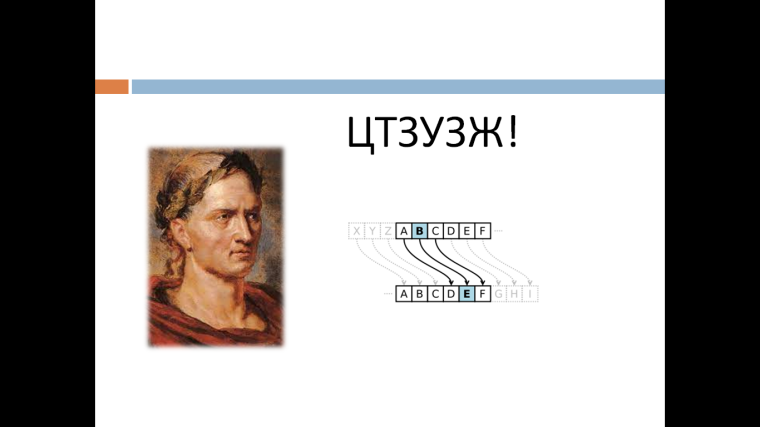 ЦТЗУЗЖ!
X Y Z A B C D E F ...
... A B C D E F G H I